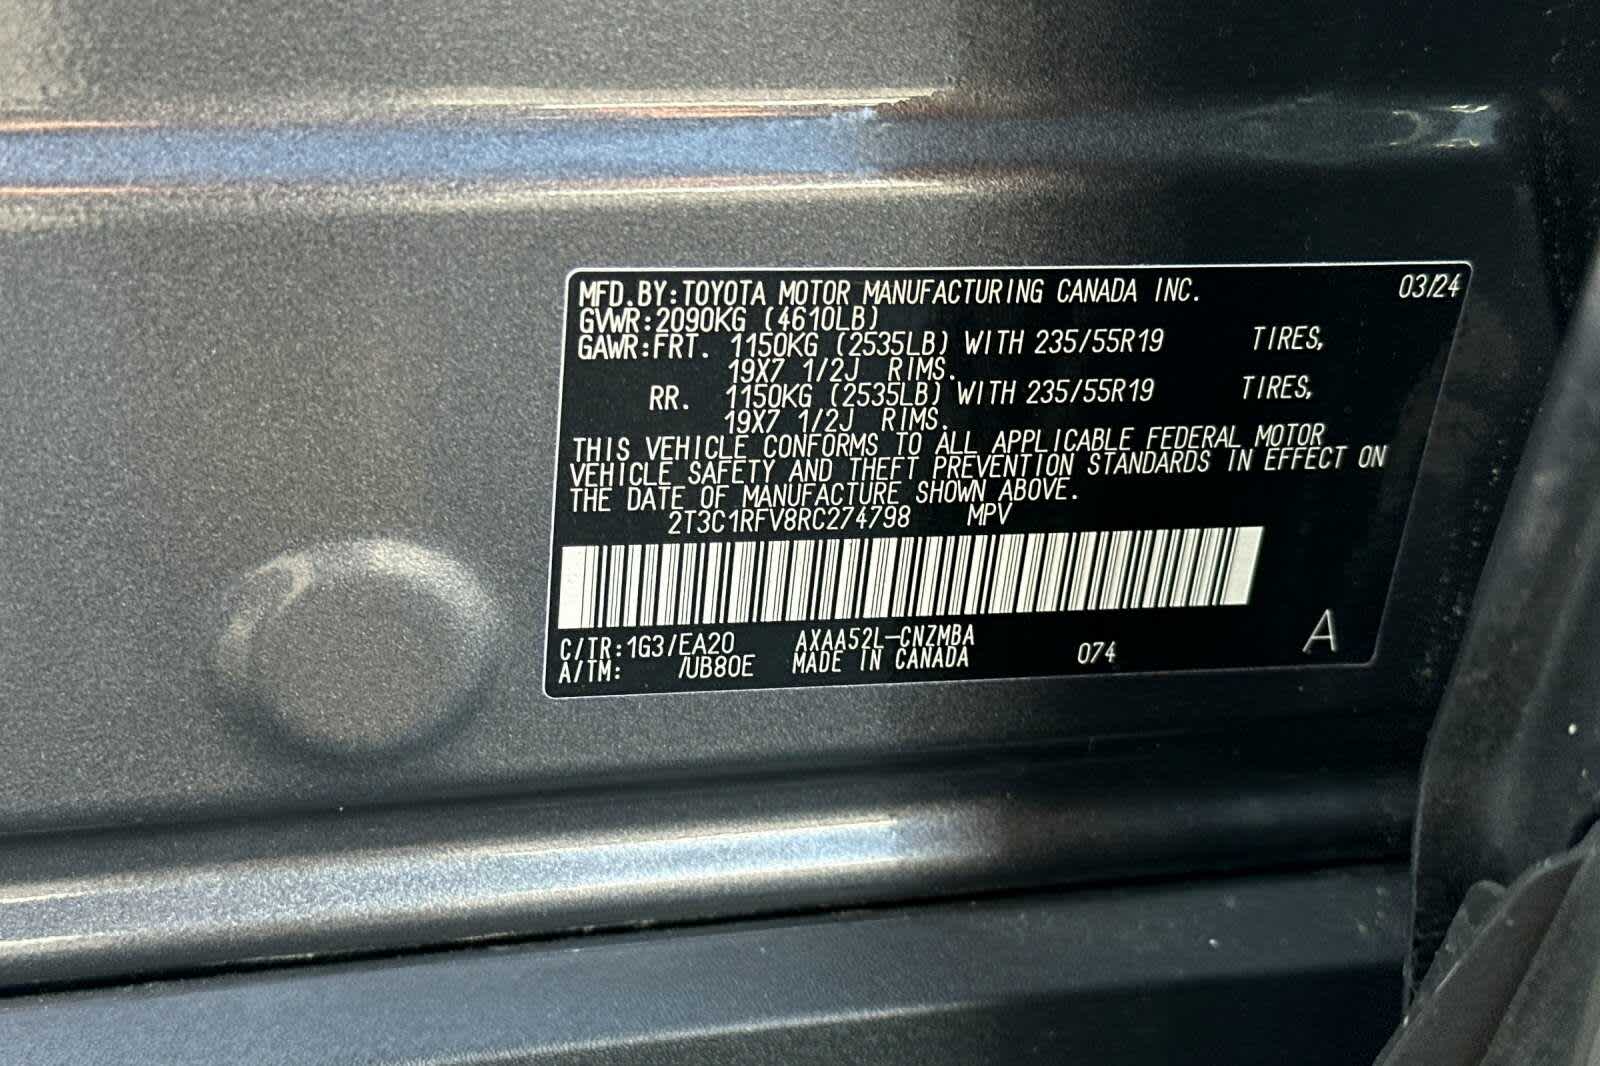 MFD.BY:TOYOTA MOTOR MANUFACTURING CANADA INC. 03/24
GVWR:2090KG (4610LB)
GAWR:FRT. 1150KG (2535LB) WITH 235/55R19 TIRES,
19X7 1/2J RIMS.
RR. 1150KG (2535LB) WITH 235/55R19 TIRES,
19X7 1/2J RIMS.
THIS VEHICLE CONFORMS TO ALL APPLICABLE FEDERAL MOTOR
VEHICLE SAFETY AND THEFT PREVENTION STANDARDS IN EFFECT ON
THE DATE OF MANUFACTURE SHOWN ABOVE.
2T3C1RFV8RC274798 MPV
C/TR:1G3/EA20 AXAA52L-CNZMBA
A/TM: /UB80E MADE IN CANADA 074 A